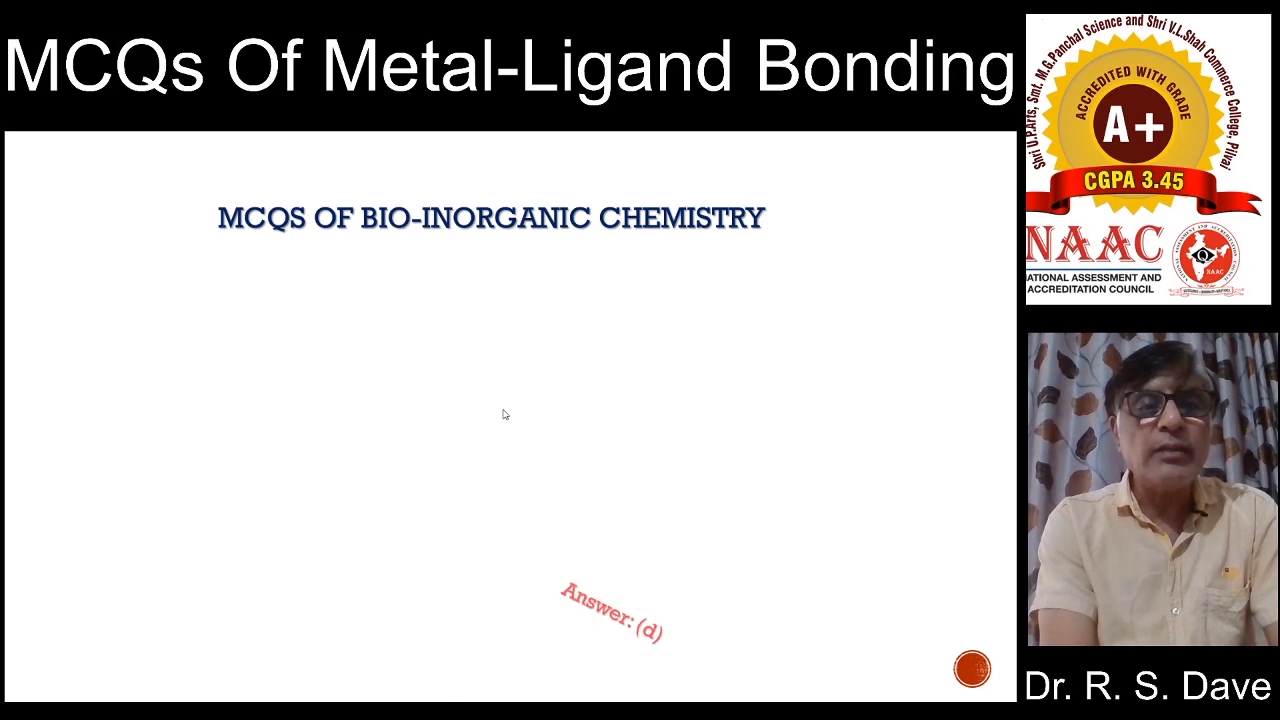 MCQs Of Metal-Ligand Bonding
Shri U.P.Arts, Smt. M.G.Panchal Science and Shri V.L.Shah Commerce College, Pilvai
ACCREDITED WITH GRADE
A+
CGPA 3.45
NAAC
NATIONAL ASSESSMENT AND
ACCREDITATION COUNCIL
NAAC
MCQS OF BIO-INORGANIC CHEMISTRY
Answer: (d)
Dr. R. S. Dave